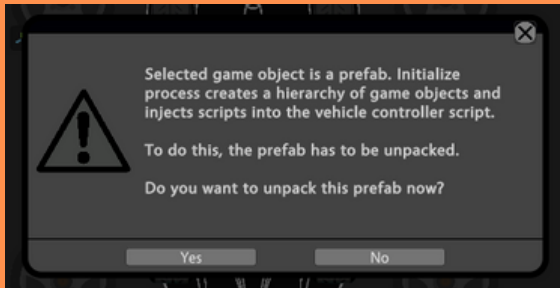 Selected game object is a prefab. Initialize
process creates a hierarchy of game objects and
injects scripts into the vehicle controller script.
To do this, the prefab has to be unpacked.
Do you want to unpack this prefab now?
Yes
No